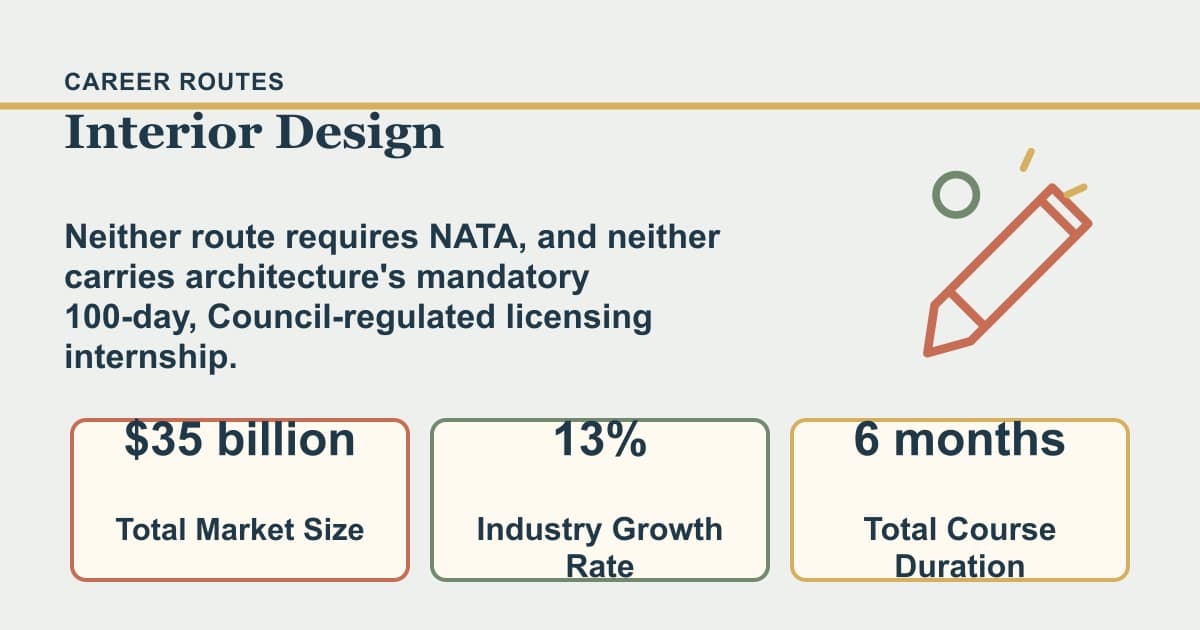 CAREER ROUTES
Interior Design
Neither route requires NATA, and neither
carries architecture's mandatory
100-day, Council-regulated licensing
internship.
$35 billion
Total Market Size
13%
Industry Growth
Rate
6 months
Total Course
Duration